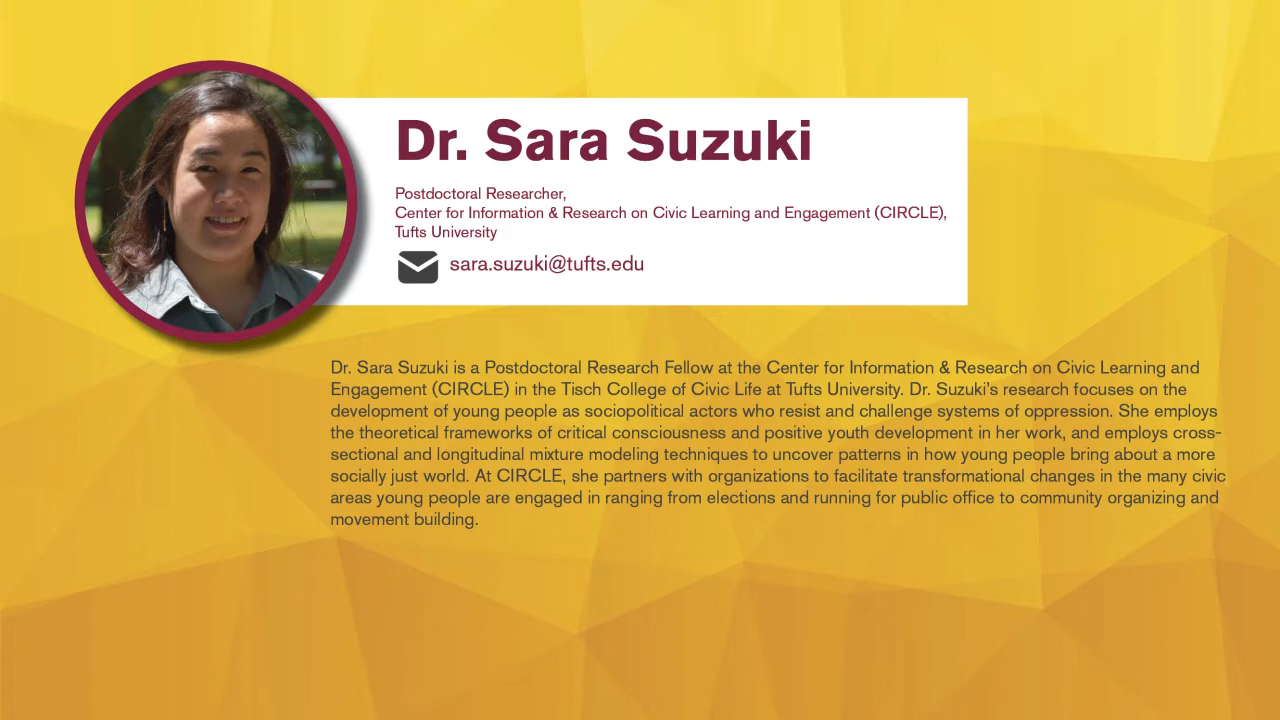 Dr. Sara Suzuki
Postdoctoral Researcher,
Center for Information & Research on Civic Learning and Engagement (CIRCLE),
Tufts University
sara.suzuki@tufts.edu
Dr. Sara Suzuki is a Postdoctoral Research Fellow at the Center for Information & Research on Civic Learning and
Engagement (CIRCLE) in the Tisch College of Civic Life at Tufts University. Dr. Suzuki's research focuses on the
development of young people as sociopolitical actors who resist and challenge systems of oppression. She employs
the theoretical frameworks of critical consciousness and positive youth development in her work, and employs cross-
sectional and longitudinal mixture modeling techniques to uncover patterns in how young people bring about a more
socially just world. At CIRCLE, she partners with organizations to facilitate transformational changes in the many civic
areas young people are engaged in ranging from elections and running for public office to community organizing and
movement building.